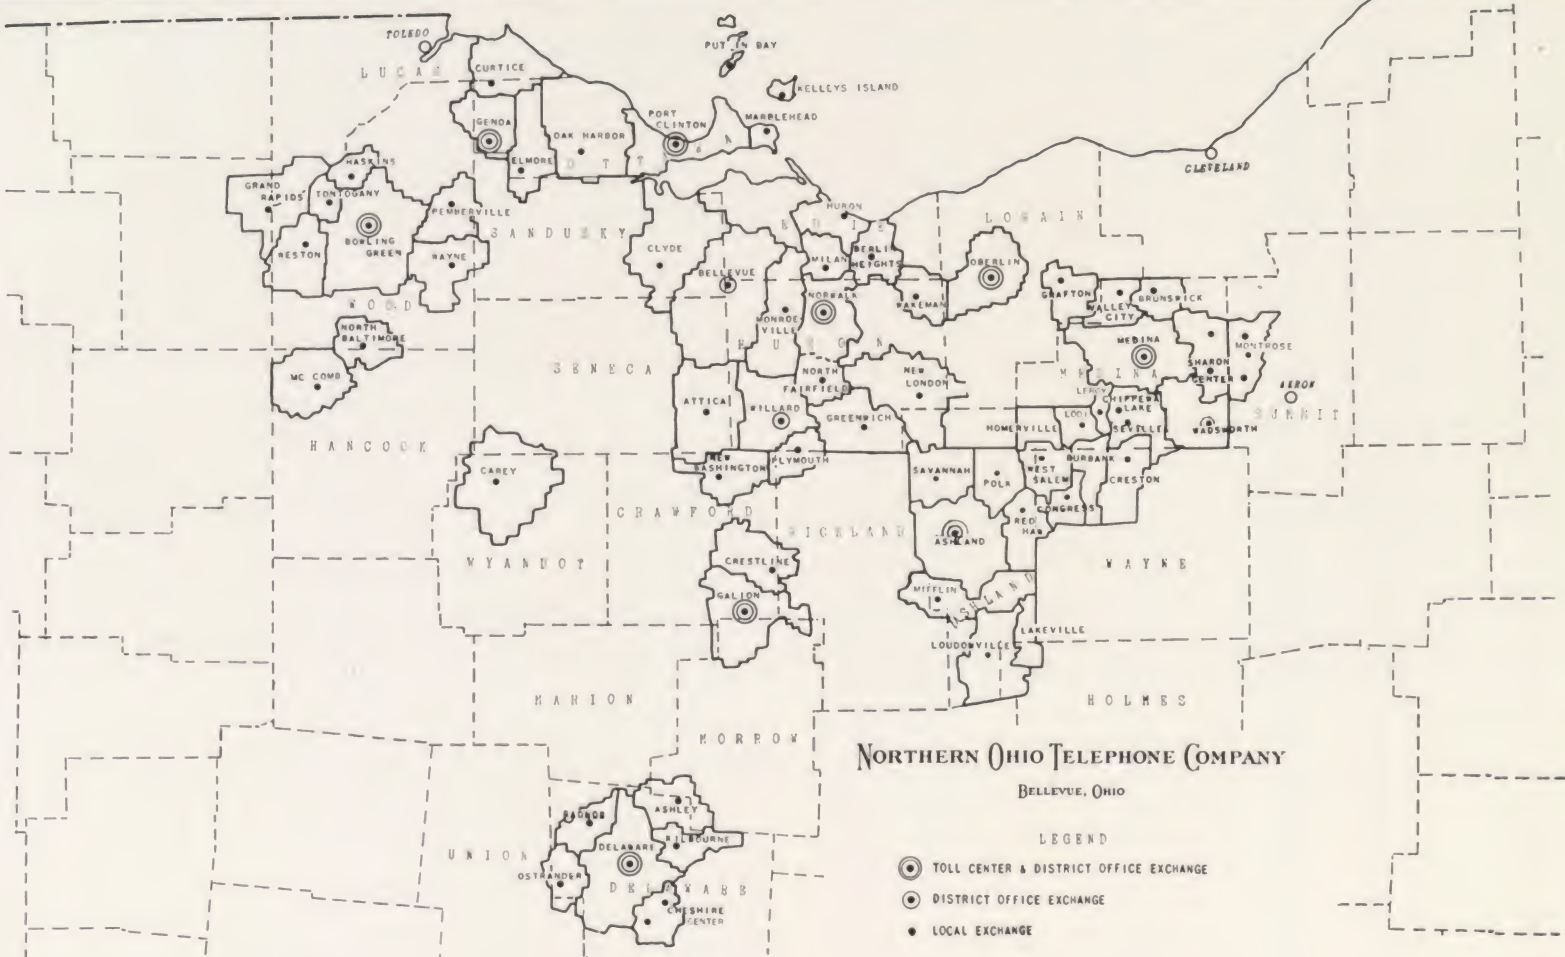 TOLEDO
LUCAS
CURTICE
PUT IN BAY
KELLEYS ISLAND
GENOA
PORT
CLINTON
MARBLEHEAD
OAK HARBOR
ELMORE
OTTAWA
CLEVELAND
HASKINS
GRAND
RAPIDS
TONTOGANY
PEMBERVILLE
BOWLING
GREEN
WESTON
WAYNE
WOOD
SANDUSKY
CLYDE
HURON
ERIE
LORAIN
BERLIN
HEIGHTS
MILAN
BELLEVUE
OBERLIN
NORWALK
WAKEMAN
MONROE-
VILLE
HURON
GRAFTON
VALLEY
CITY
BRUNSWICK
MEDINA
MONTROSE
SHARON
CENTER
MEDINA
AKRON
SUMMIT
NORTH
BALTIMORE
MC COMB
SENECA
NORTH
FAIRFIELD
NEW
LONDON
LEROY
CHIPPEWA
LAKE
LODI
SEVILLE
WADSWORTH
HOMERVILLE
ATTICA
WILLARD
GREENWICH
HANCOCK
CAREY
NEW
WASHINGTON
PLYMOUTH
SAVANNAH
POLK
WEST
SALEM
BURBANK
CRESTON
CONGRESS
RED
HAW
CRAWFORD
RICHLAND
ASHLAND
WYANDOT
CRESTLINE
GALION
WAYNE
MIFFLIN
ASHLAND
LAKEVILLE
LOUDONVILLE
MARION
MORROW
HOLMES
NORTHERN OHIO TELEPHONE COMPANY
BELLEVUE, OHIO
RADNOR
ASHLEY
KILBOURNE
DELAWARE
UNION
OSTRANDER
DELAWARE
CHESHIRE
CENTER
LEGEND
TOLL CENTER & DISTRICT OFFICE EXCHANGE
DISTRICT OFFICE EXCHANGE
LOCAL EXCHANGE